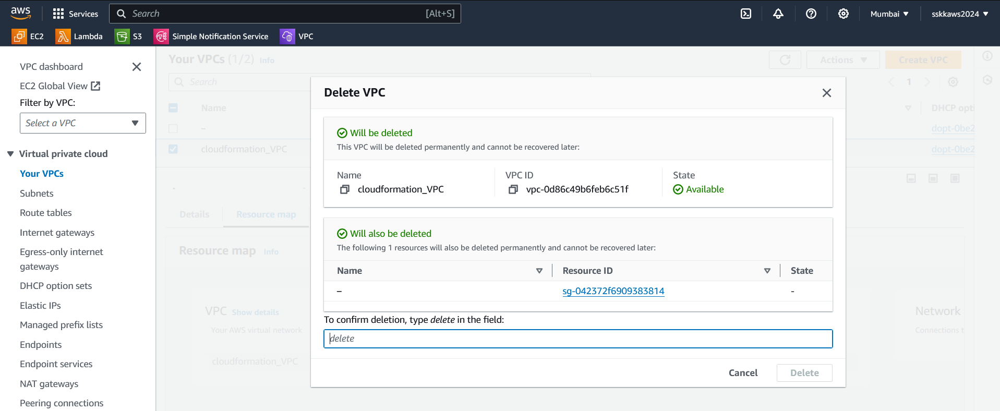 aws Services Search [Alt+S] Mumbai sskkaws2024
EC2 Lambda S3 Simple Notification Service VPC
VPC dashboard
EC2 Global View
Filter by VPC:
Select a VPC
Virtual private cloud
Your VPCs
Subnets
Route tables
Internet gateways
Egress-only internet
gateways
DHCP option sets
Elastic IPs
Managed prefix lists
Endpoints
Endpoint services
NAT gateways
Peering connections
Your VPCs (1/2) Info
Actions
Create VPC
Search
1
Name
DHCP opti
–
dopt-0be2
cloudformation_VPC
dopt-0be2
Details
Resource map
Resource map Info
VPC Show details
Your AWS virtual network
cloudformation_VPC
Network
Connections t
Delete VPC
Will be deleted
This VPC will be deleted permanently and cannot be recovered later:
Name VPC ID State
cloudformation_VPC vpc-0d86c49b6feb6c51f Available
Will also be deleted
The following 1 resources will also be deleted permanently and cannot be recovered later:
Name Resource ID State
– sg-042372f6909383814 -
To confirm deletion, type delete in the field:
delete
Cancel Delete